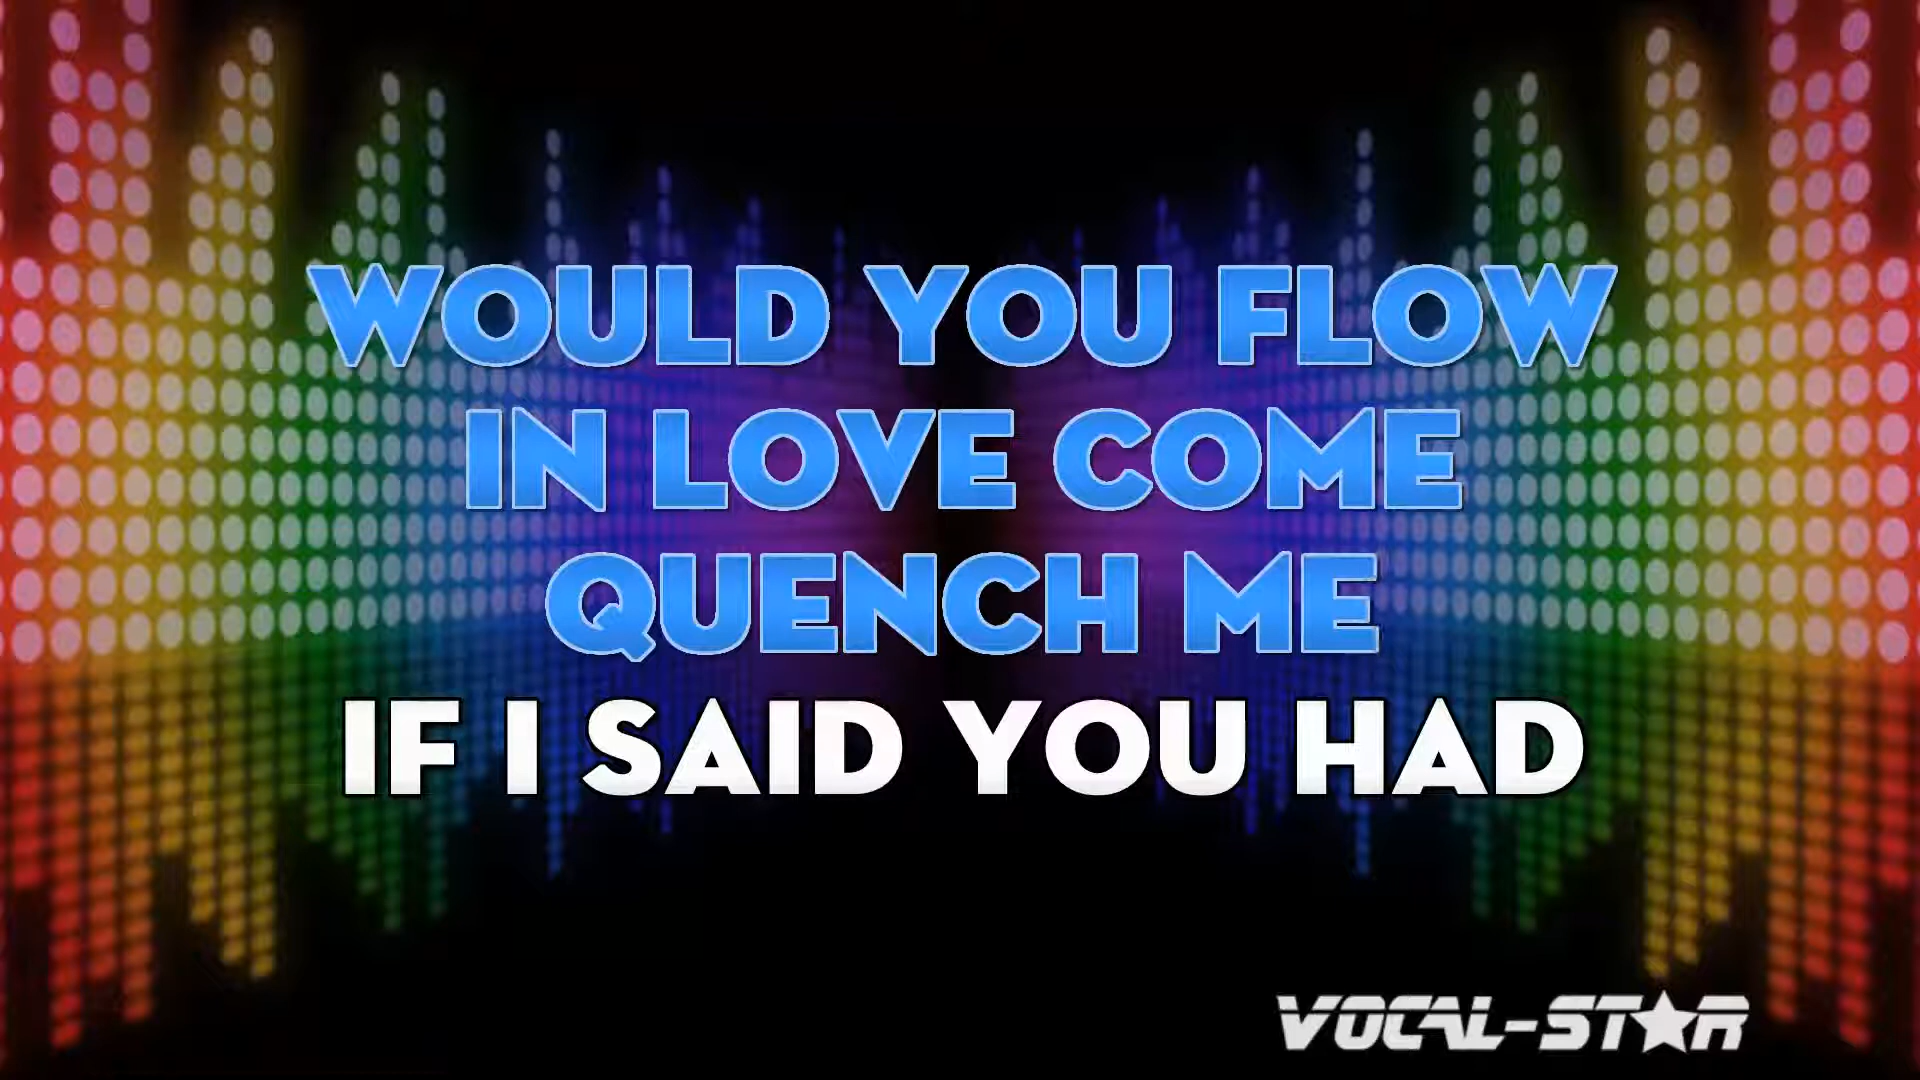 WOULD YOU FLOW
IN LOVE COME
QUENCH ME
IF I SAID YOU HAD
VOCAL-STAR